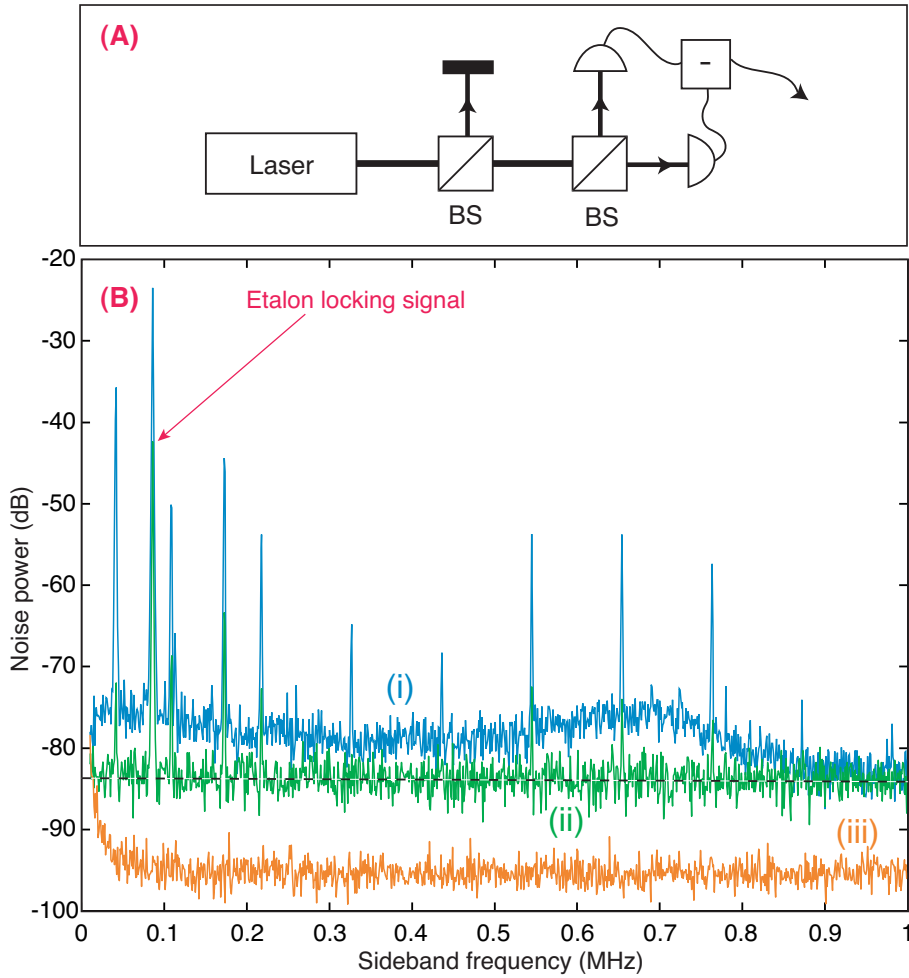 (A)
-
Laser
BS
BS
(B)
Etalon locking signal
-20
-30
-40
-50
-60
-70
-80
-90
-100
Noise power (dB)
(i)
(ii)
(iii)
0 0.1 0.2 0.3 0.4 0.5 0.6 0.7 0.8 0.9 1
Sideband frequency (MHz)